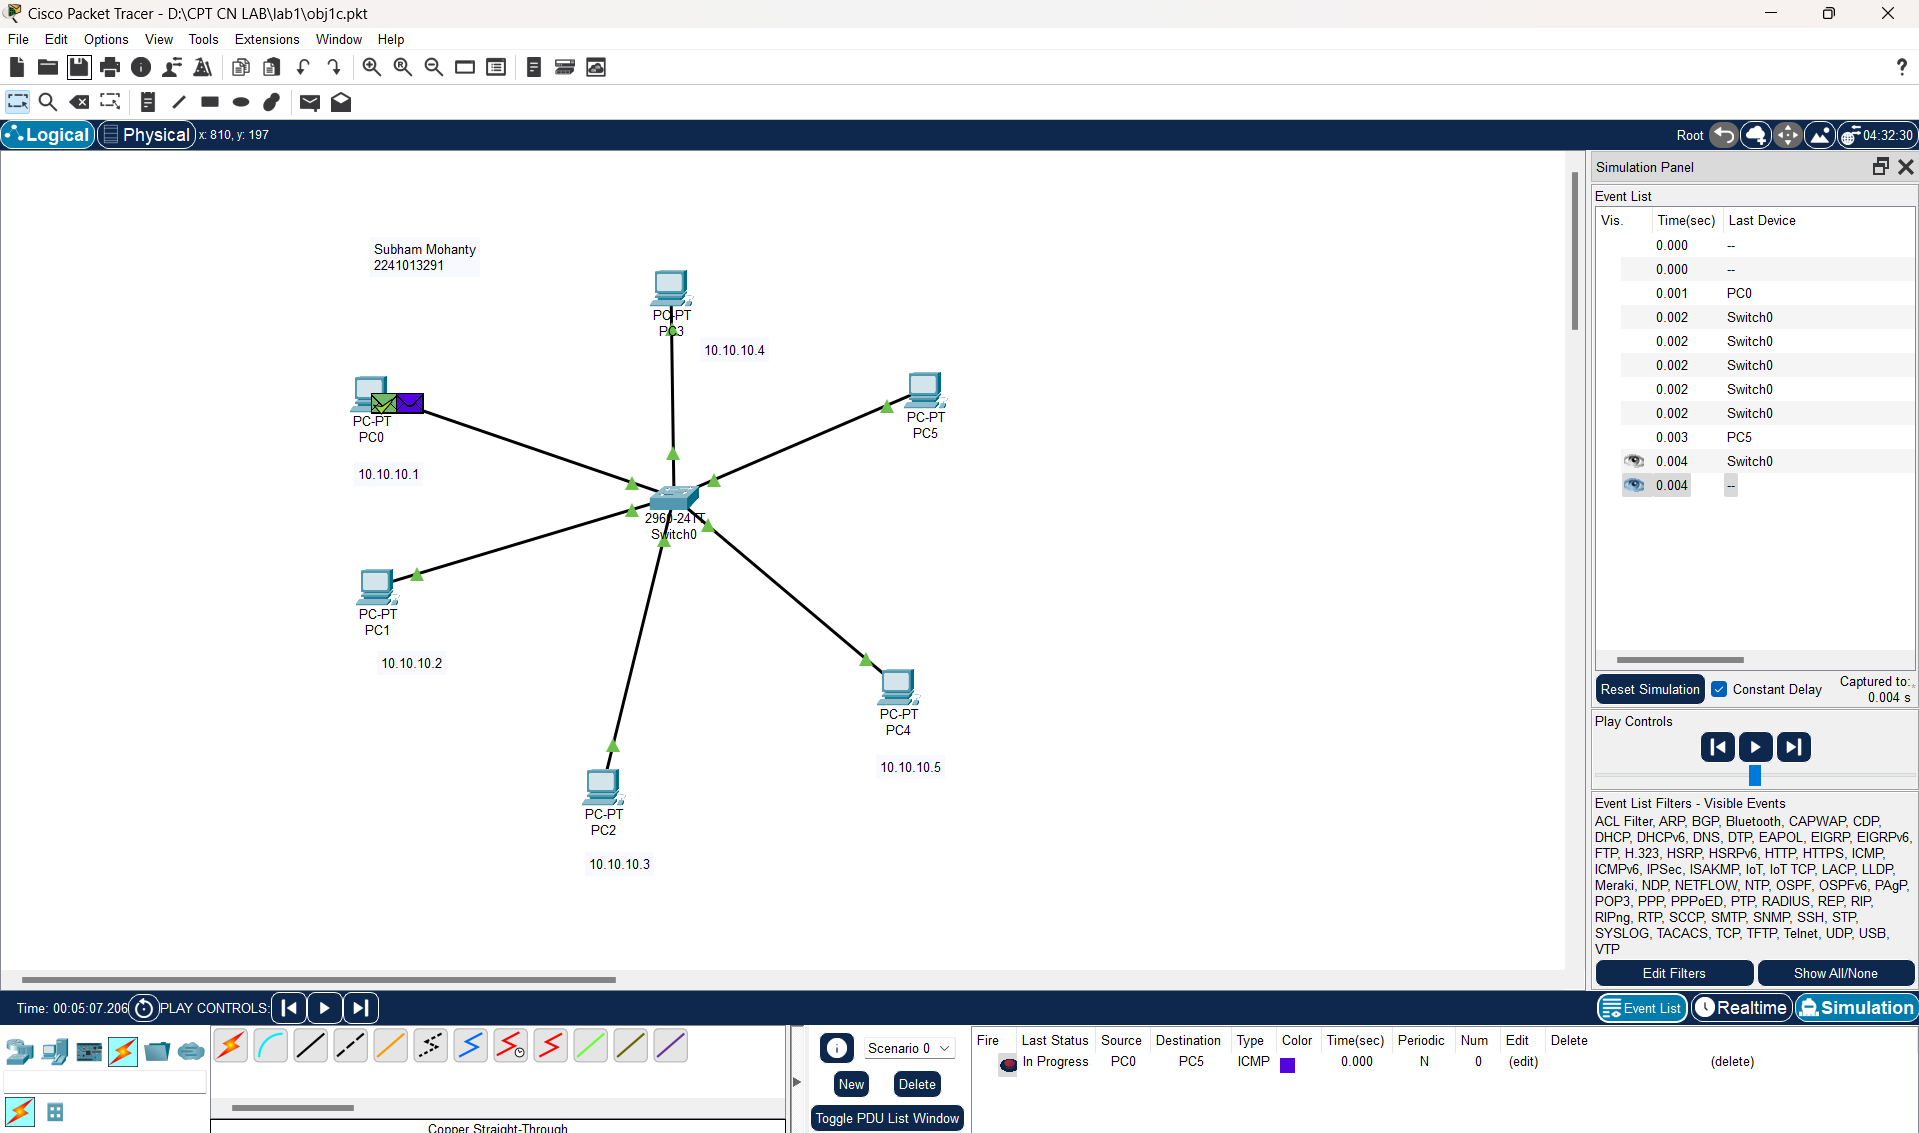 Cisco Packet Tracer - D:\CPT CN LAB\lab1\obj1c.pkt
File Edit Options View Tools Extensions Window Help
?
Logical Physical x: 810, y: 197 Root 04:32:30
Simulation Panel
Event List
Vis. Time(sec) Last Device
0.000 --
0.000 --
0.001 PC0
0.002 Switch0
0.002 Switch0
0.002 Switch0
0.002 Switch0
0.002 Switch0
0.003 PC5
0.004 Switch0
0.004 --
Subham Mohanty
2241013291
PC-PT
PC3
10.10.10.4
PC-PT
PC0
10.10.10.1
PC-PT
PC5
2960-24TT
Switch0
PC-PT
PC1
10.10.10.2
PC-PT
PC4
10.10.10.5
PC-PT
PC2
10.10.10.3
Reset Simulation Constant Delay Captured to:*
0.004 s
Play Controls
Event List Filters - Visible Events
ACL Filter, ARP, BGP, Bluetooth, CAPWAP, CDP,
DHCP, DHCPv6, DNS, DTP, EAPOL, EIGRP, EIGRPv6,
FTP, H.323, HSRP, HSRPv6, HTTP, HTTPS, ICMP,
ICMPv6, IPSec, ISAKMP, IoT, IoT TCP, LACP, LLDP,
Meraki, NDP, NETFLOW, NTP, OSPF, OSPFv6, PAgP,
POP3, PPP, PPPoED, PTP, RADIUS, REP, RIP,
RIPng, RTP, SCCP, SMTP, SNMP, SSH, STP,
SYSLOG, TACACS, TCP, TFTP, Telnet, UDP, USB,
VTP
Edit Filters Show All/None
Time: 00:05:07.206 PLAY CONTROLS: Event List Realtime Simulation
Scenario 0
New Delete
Toggle PDU List Window
Fire Last Status Source Destination Type Color Time(sec) Periodic Num Edit Delete
In Progress PC0 PC5 ICMP 0.000 N 0 (edit) (delete)
Copper Straight-Through